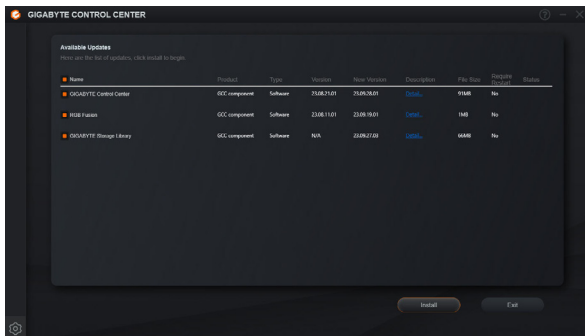 GIGABYTE CONTROL CENTER
Available Updates
Here are the list of updates, click install to begin.
Name Product Type Version New Version Description File Size Require Restart Status
GIGABYTE Control Center GCC component Software 23.08.21.01 23.09.28.01 Detail... 91MB No
RGB Fusion GCC component Software 23.08.11.01 23.09.19.01 Detail... 1MB No
GIGABYTE Storage Library GCC component Software N/A 23.09.27.03 Detail... 66MB No
Install Exit